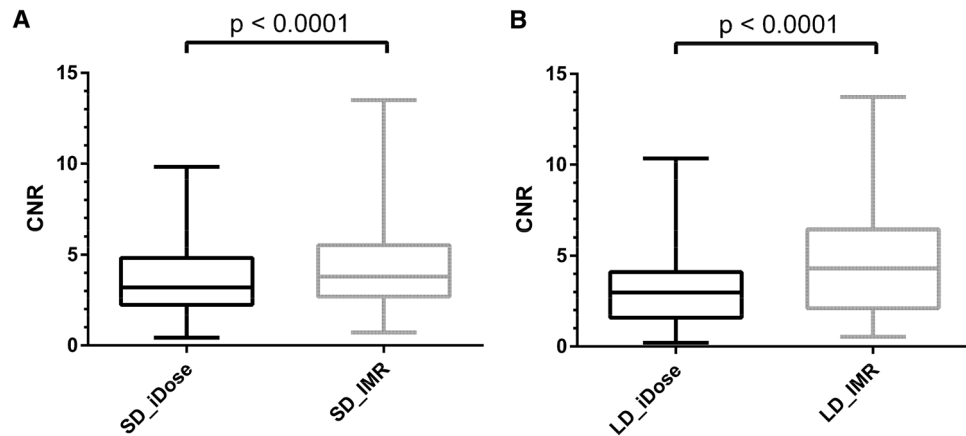 A
p < 0.0001
CNR
15
10
5
0
SD_iDose
SD_IMR
B
p < 0.0001
CNR
15
10
5
0
LD_iDose
LD_IMR